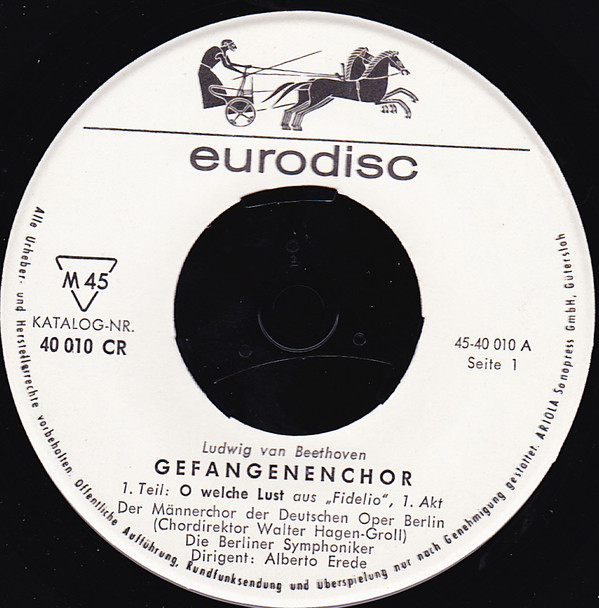 eurodisc
M 45
KATALOG-NR.
40 010 CR
45-40 010 A
Seite 1
Ludwig van Beethoven
GEFANGENENCHOR
1. Teil: O welche Lust aus „Fidelio", 1. Akt
Der Männerchor der Deutschen Oper Berlin
(Chordirektor Walter Hagen-Groll)
Die Berliner Symphoniker
Dirigent: Alberto Erede
Alle Urheber- und Herstellerrechte vorbehalten. Öffentliche Aufführung, Rundfunksendung und Überspielung nur nach Genehmigung gestattet. ARIOLA Sonopress GmbH, Gütersloh